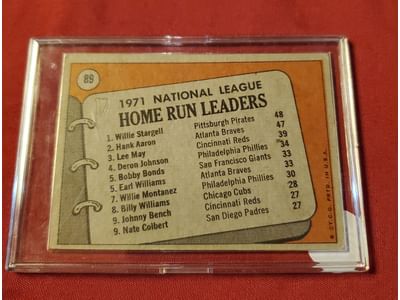 89
1971 NATIONAL LEAGUE
HOME RUN LEADERS
1. Willie Stargell Pittsburgh Pirates 48
2. Hank Aaron Atlanta Braves 47
3. Lee May Cincinnati Reds 39
4. Deron Johnson Philadelphia Phillies 34
5. Bobby Bonds San Francisco Giants 33
5. Earl Williams Atlanta Braves 33
7. Willie Montanez Philadelphia Phillies 30
8. Billy Williams Chicago Cubs 28
9. Johnny Bench Cincinnati Reds 27
9. Nate Colbert San Diego Padres 27
© T.C.G. PRTD. IN U.S.A.